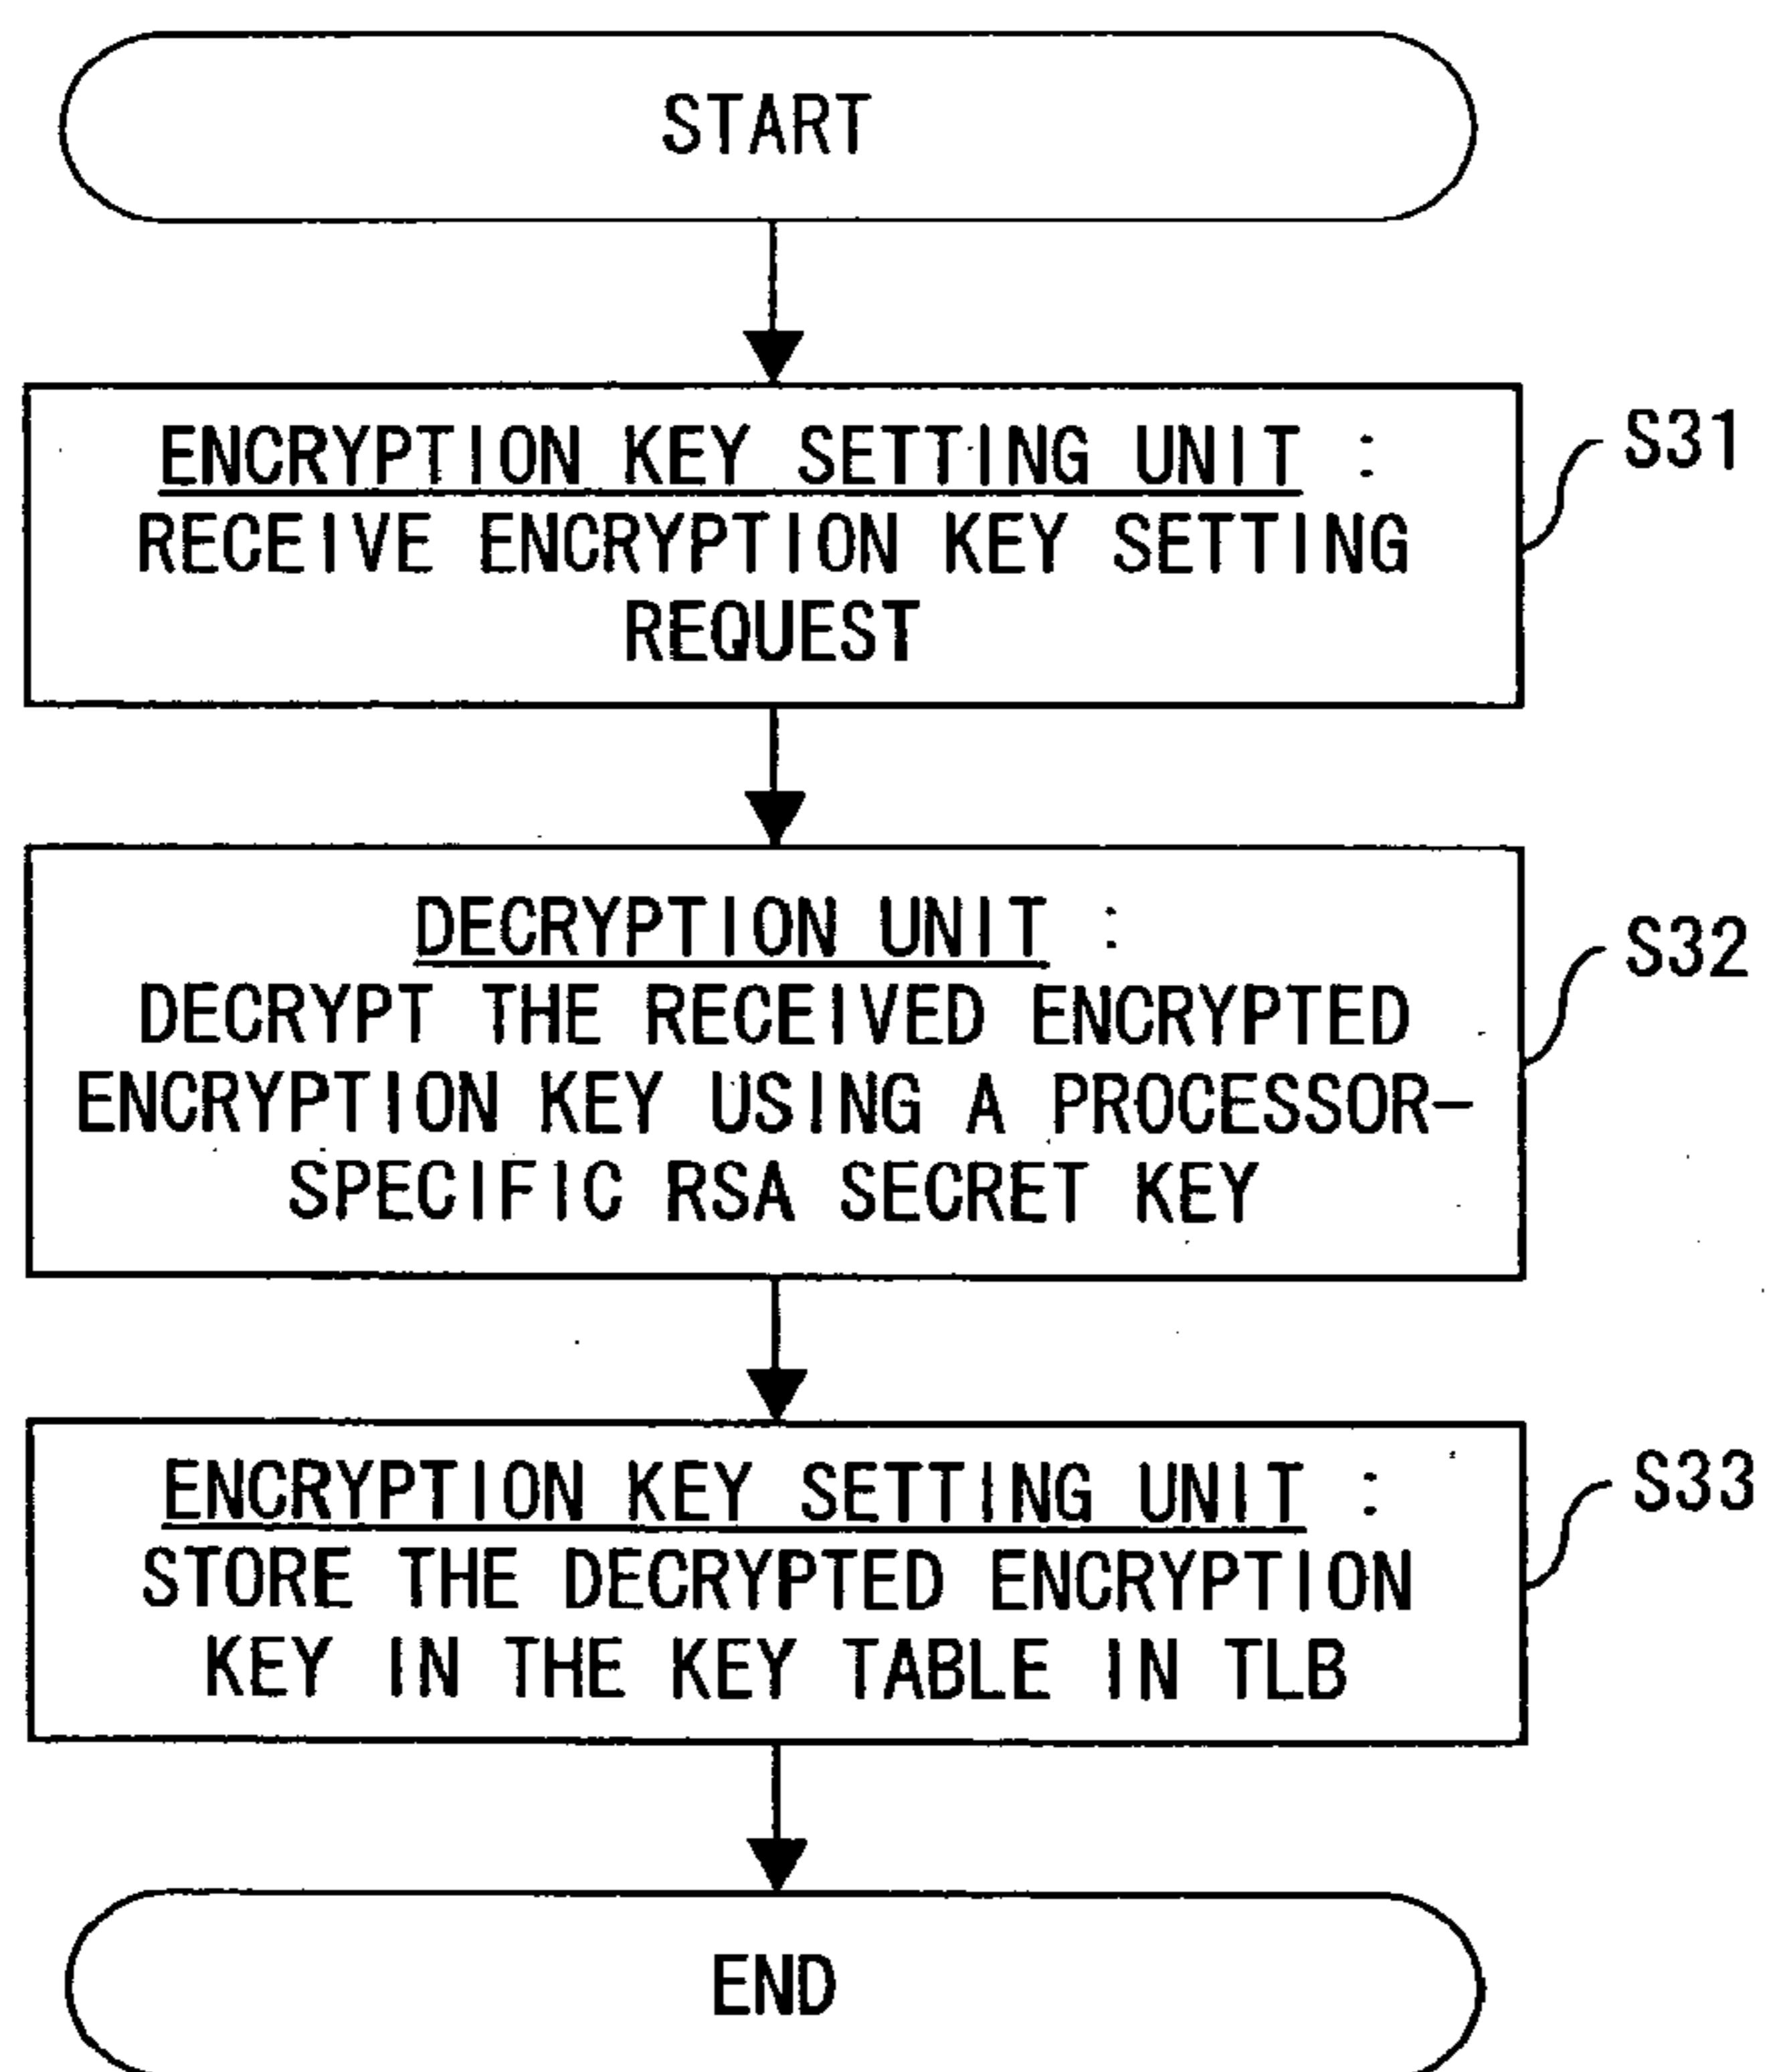 START
ENCRYPTION KEY SETTING UNIT :
RECEIVE ENCRYPTION KEY SETTING
REQUEST
S31
DECRYPTION UNIT :
DECRYPT THE RECEIVED ENCRYPTED
ENCRYPTION KEY USING A PROCESSOR-
SPECIFIC RSA SECRET KEY
S32
ENCRYPTION KEY SETTING UNIT :
STORE THE DECRYPTED ENCRYPTION
KEY IN THE KEY TABLE IN TLB
S33
END